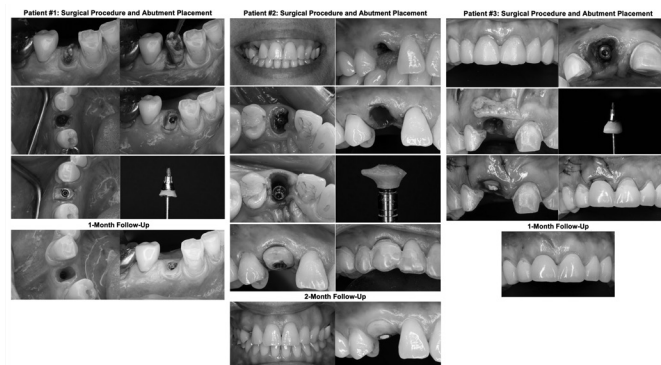 Patient #1: Surgical Procedure and Abutment Placement
1-Month Follow-Up
Patient #2: Surgical Procedure and Abutment Placement
2-Month Follow-Up
Patient #3: Surgical Procedure and Abutment Placement
1-Month Follow-Up